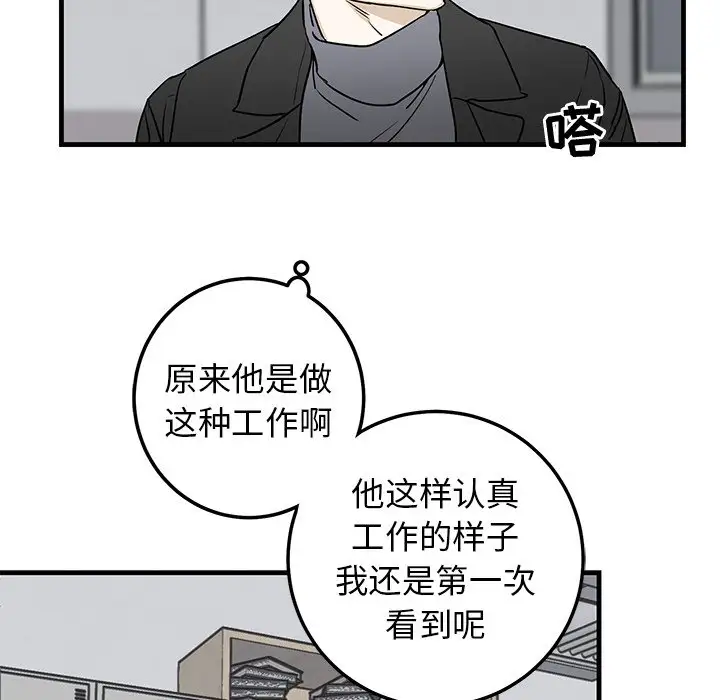 嗒
原来他是做
这种工作啊
他这样认真
工作的样子
我还是第一次
看到呢